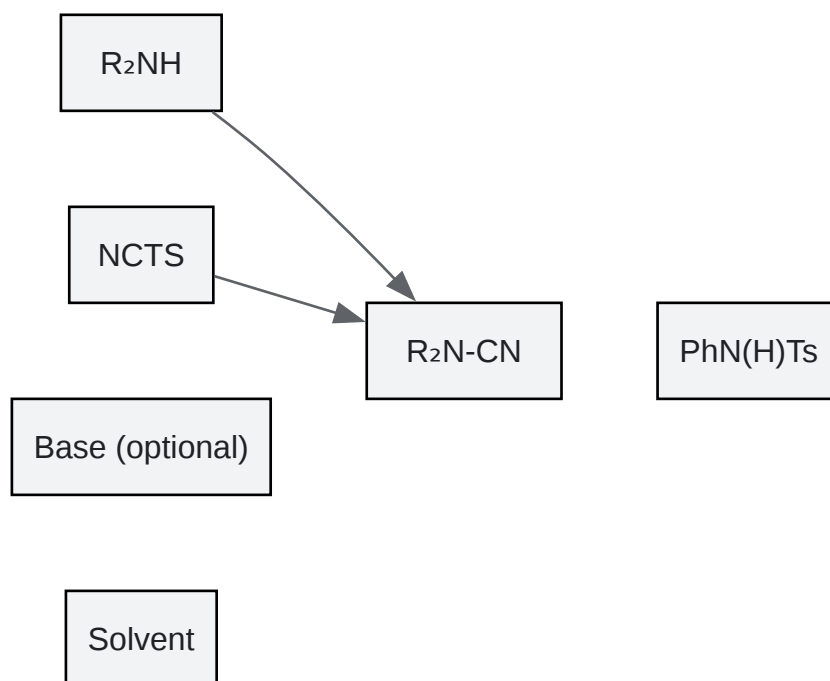 R₂NH
NCTS
R₂N-CN
PhN(H)Ts
Base (optional)
Solvent